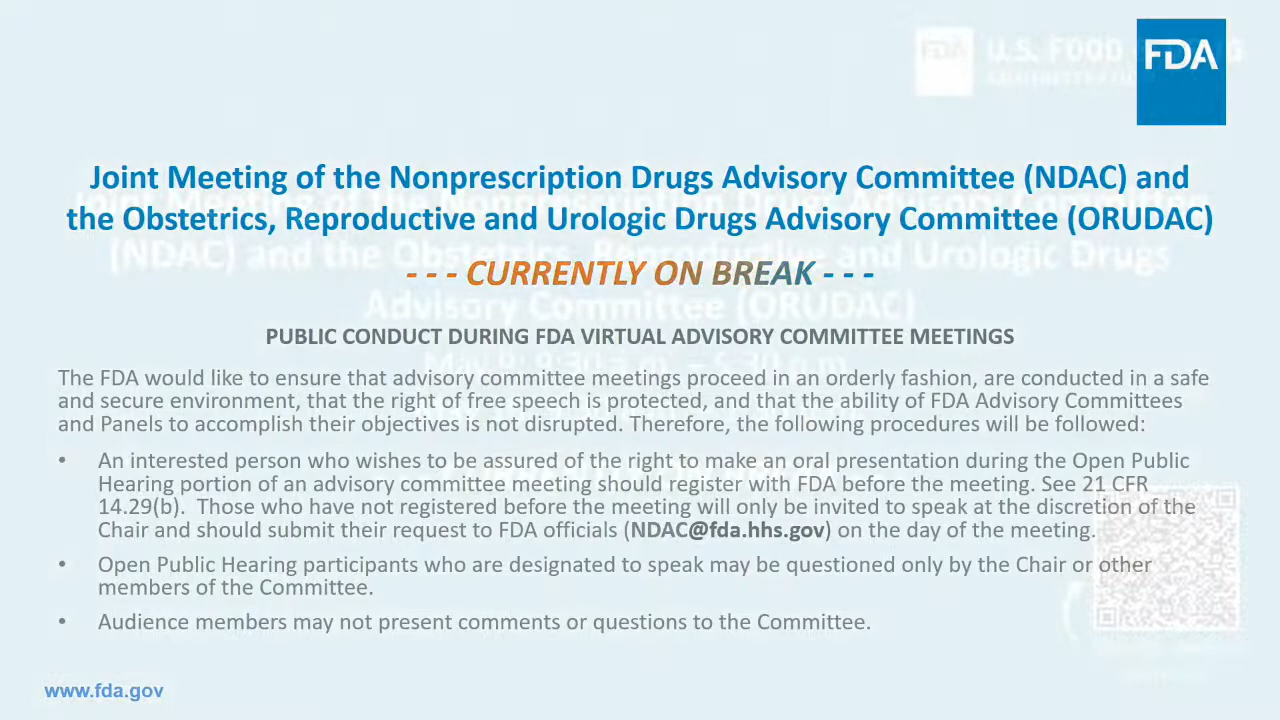 FDA
Joint Meeting of the Nonprescription Drugs Advisory Committee (NDAC) and
the Obstetrics, Reproductive and Urologic Drugs Advisory Committee (ORUDAC)
- - - CURRENTLY ON BREAK - - -
PUBLIC CONDUCT DURING FDA VIRTUAL ADVISORY COMMITTEE MEETINGS
The FDA would like to ensure that advisory committee meetings proceed in an orderly fashion, are conducted in a safe
and secure environment, that the right of free speech is protected, and that the ability of FDA Advisory Committees
and Panels to accomplish their objectives is not disrupted. Therefore, the following procedures will be followed:
• An interested person who wishes to be assured of the right to make an oral presentation during the Open Public
Hearing portion of an advisory committee meeting should register with FDA before the meeting. See 21 CFR
14.29(b).  Those who have not registered before the meeting will only be invited to speak at the discretion of the
Chair and should submit their request to FDA officials (NDAC@fda.hhs.gov) on the day of the meeting.
• Open Public Hearing participants who are designated to speak may be questioned only by the Chair or other
members of the Committee.
• Audience members may not present comments or questions to the Committee.
www.fda.gov